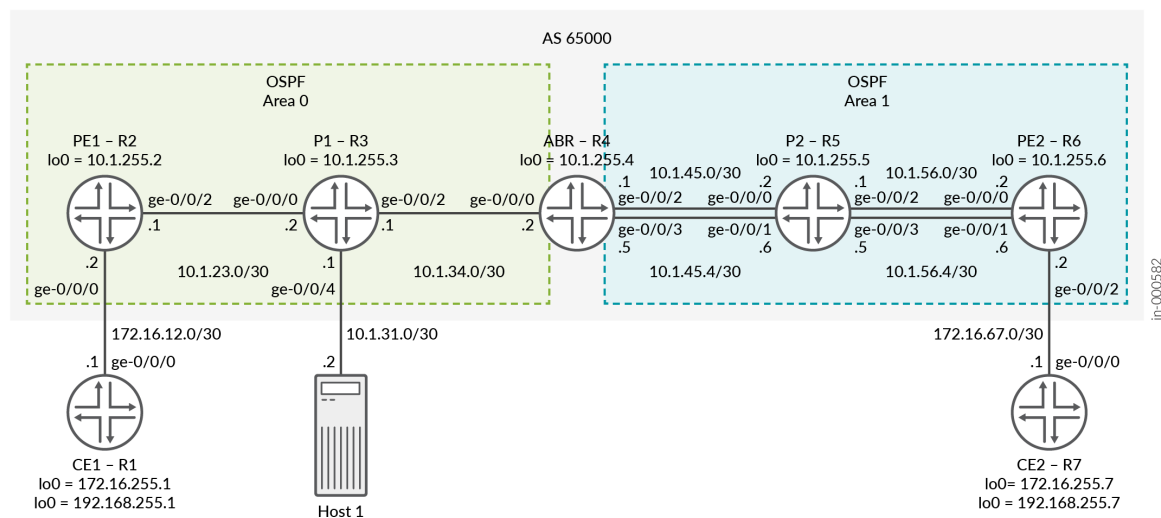 AS 65000
OSPF
Area 0
OSPF
Area 1
PE1 – R2
lo0 = 10.1.255.2
P1 – R3
lo0 = 10.1.255.3
ABR – R4
lo0 = 10.1.255.4
P2 – R5
lo0 = 10.1.255.5
PE2 – R6
lo0 = 10.1.255.6
ge-0/0/2
.1
ge-0/0/0
.2
ge-0/0/2
.1
ge-0/0/0
.2
.1
10.1.45.0/30
.2
ge-0/0/2
ge-0/0/0
ge-0/0/3
ge-0/0/1
.5
.6
10.1.45.4/30
.1
10.1.56.0/30
.2
ge-0/0/2
ge-0/0/0
ge-0/0/3
ge-0/0/1
.5
.6
10.1.56.4/30
.2
10.1.23.0/30
.1
10.1.34.0/30
.2
ge-0/0/0
ge-0/0/4
ge-0/0/2
172.16.12.0/30
10.1.31.0/30
172.16.67.0/30
.1
ge-0/0/0
.2
.1
ge-0/0/0
CE1 – R1
lo0 = 172.16.255.1
lo0 = 192.168.255.1
Host 1
CE2 – R7
lo0= 172.16.255.7
lo0 = 192.168.255.7
in-000582